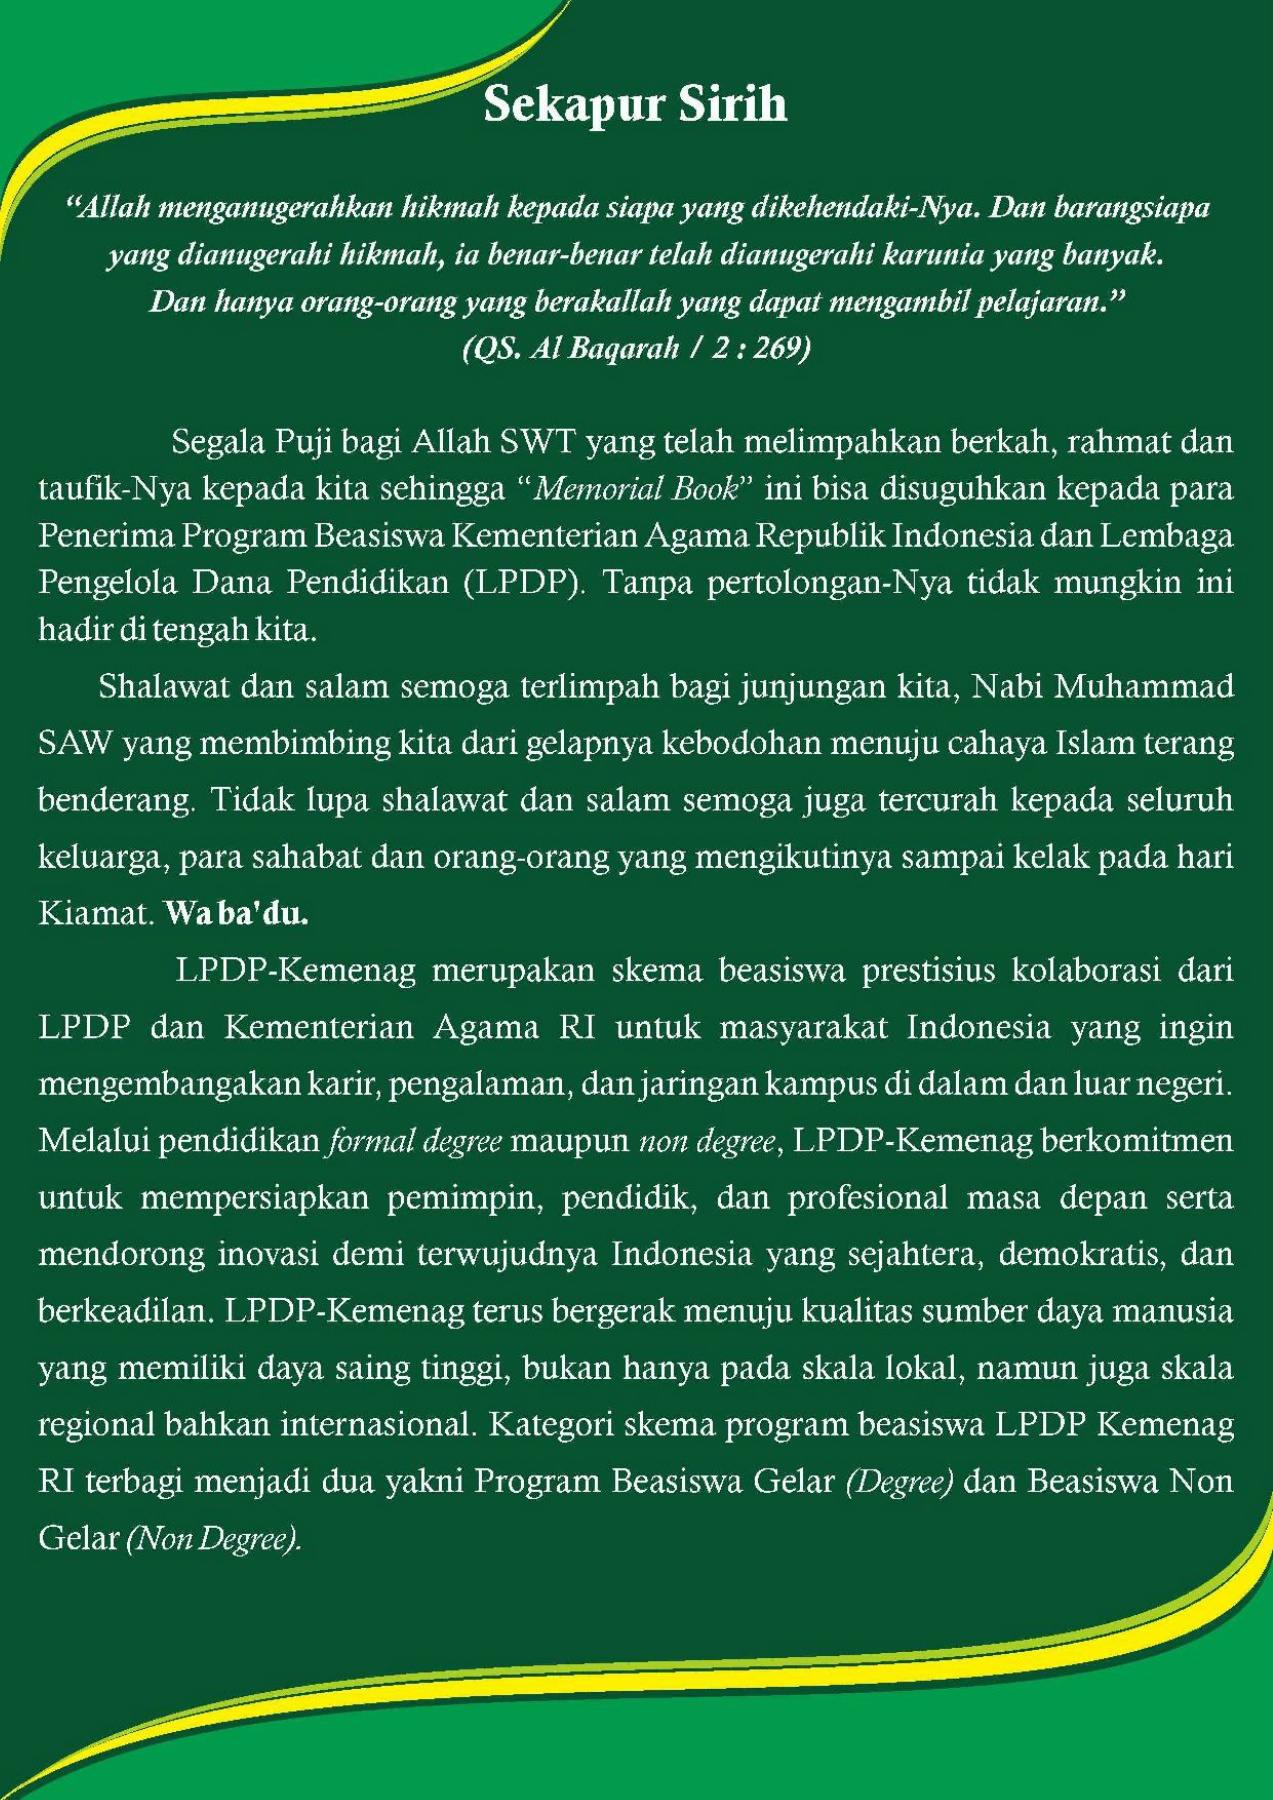 Sekapur Sirih
“Allah menganugerahkan hikmah kepada siapa yang dikehendaki-Nya. Dan barangsiapa
yang dianugerahi hikmah, ia benar-benar telah dianugerahi karunia yang banyak.
Dan hanya orang-orang yang berakallah yang dapat mengambil pelajaran.”
(QS. Al Baqarah / 2 : 269)
Segala Puji bagi Allah SWT yang telah melimpahkan berkah, rahmat dan
taufik-Nya kepada kita sehingga “Memorial Book” ini bisa disuguhkan kepada para
Penerima Program Beasiswa Kementerian Agama Republik Indonesia dan Lembaga
Pengelola Dana Pendidikan (LPDP). Tanpa pertolongan-Nya tidak mungkin ini
hadir di tengah kita.
Shalawat dan salam semoga terlimpah bagi junjungan kita, Nabi Muhammad
SAW yang membimbing kita dari gelapnya kebodohan menuju cahaya Islam terang
benderang. Tidak lupa shalawat dan salam semoga juga tercurah kepada seluruh
keluarga, para sahabat dan orang-orang yang mengikutinya sampai kelak pada hari
Kiamat. Wa ba'du.
LPDP-Kemenag merupakan skema beasiswa prestisius kolaborasi dari
LPDP dan Kementerian Agama RI untuk masyarakat Indonesia yang ingin
mengembangakan karir, pengalaman, dan jaringan kampus di dalam dan luar negeri.
Melalui pendidikan formal degree maupun non degree, LPDP-Kemenag berkomitmen
untuk mempersiapkan pemimpin, pendidik, dan profesional masa depan serta
mendorong inovasi demi terwujudnya Indonesia yang sejahtera, demokratis, dan
berkeadilan. LPDP-Kemenag terus bergerak menuju kualitas sumber daya manusia
yang memiliki daya saing tinggi, bukan hanya pada skala lokal, namun juga skala
regional bahkan internasional. Kategori skema program beasiswa LPDP Kemenag
RI terbagi menjadi dua yakni Program Beasiswa Gelar (Degree) dan Beasiswa Non
Gelar (Non Degree).